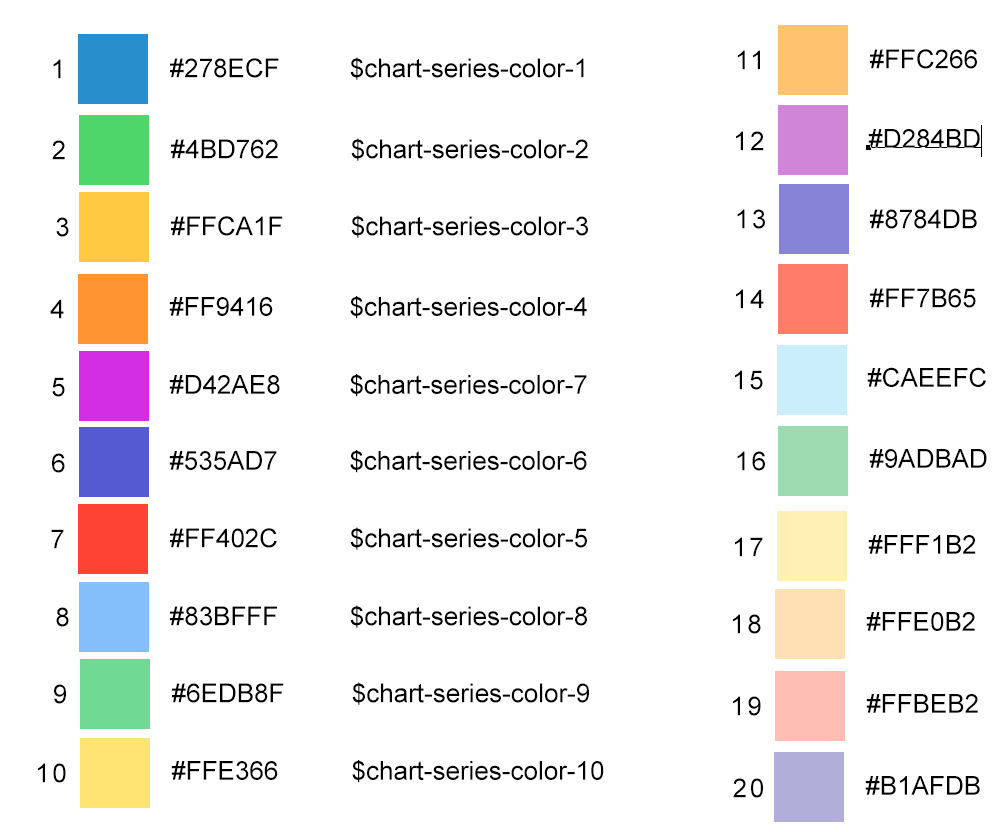 1 #278ECF $chart-series-color-1
2 #4BD762 $chart-series-color-2
3 #FFCA1F $chart-series-color-3
4 #FF9416 $chart-series-color-4
5 #D42AE8 $chart-series-color-7
6 #535AD7 $chart-series-color-6
7 #FF402C $chart-series-color-5
8 #83BFFF $chart-series-color-8
9 #6EDB8F $chart-series-color-9
10 #FFE366 $chart-series-color-10
11 #FFC266
12 #D284BD
13 #8784DB
14 #FF7B65
15 #CAEEFC
16 #9ADBAD
17 #FFF1B2
18 #FFE0B2
19 #FFBEB2
20 #B1AFDB